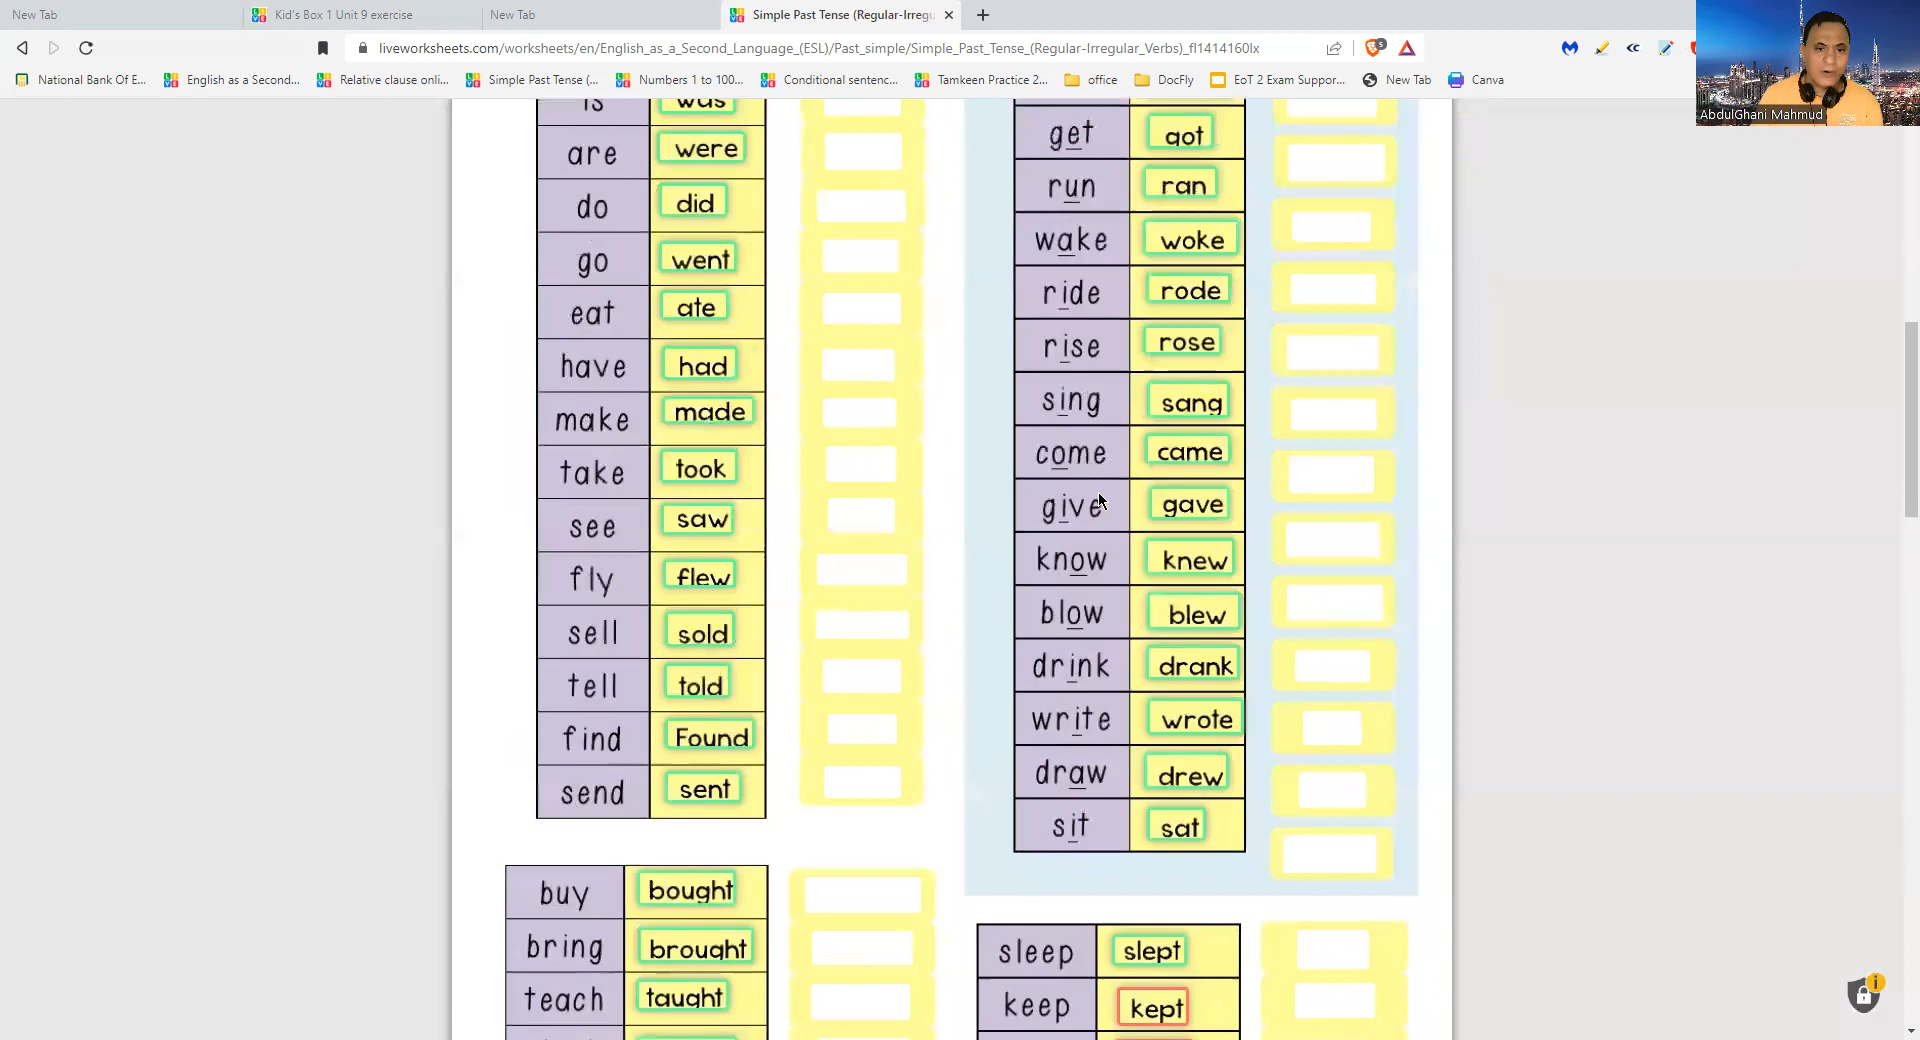 New Tab
Kid's Box 1 Unit 9 exercise
New Tab
Simple Past Tense (Regular-Irregu
liveworksheets.com/worksheets/en/English_as_a_Second_Language_(ESL)/Past_simple/Simple_Past_Tense_(Regular-Irregular_Verbs)_fl1414160lx
5
National Bank Of E...
English as a Second...
Relative clause onli...
Simple Past Tense (...
Numbers 1 to 100...
Conditional sentenc...
Tamkeen Practice 2...
office
DocFly
EoT 2 Exam Suppor...
New Tab
Canva
AbdulGhani Mahmud
is was
are were
do did
go went
eat ate
have had
make made
take took
see saw
fly flew
sell sold
tell told
find Found
send sent
buy bought
bring brought
teach taught
get got
run ran
wake woke
ride rode
rise rose
sing sang
come came
give gave
know knew
blow blew
drink drank
write wrote
draw drew
sit sat
sleep slept
keep kept